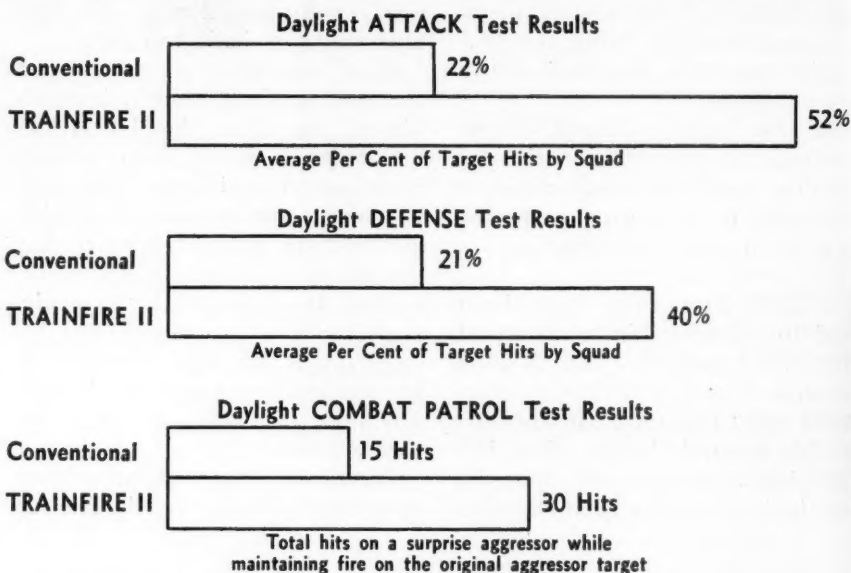 Daylight ATTACK Test Results
Conventional 22%
TRAINFIRE II 52%
Average Per Cent of Target Hits by Squad
Daylight DEFENSE Test Results
Conventional 21%
TRAINFIRE II 40%
Average Per Cent of Target Hits by Squad
Daylight COMBAT PATROL Test Results
Conventional 15 Hits
TRAINFIRE II 30 Hits
Total hits on a surprise aggressor while
maintaining fire on the original aggressor target